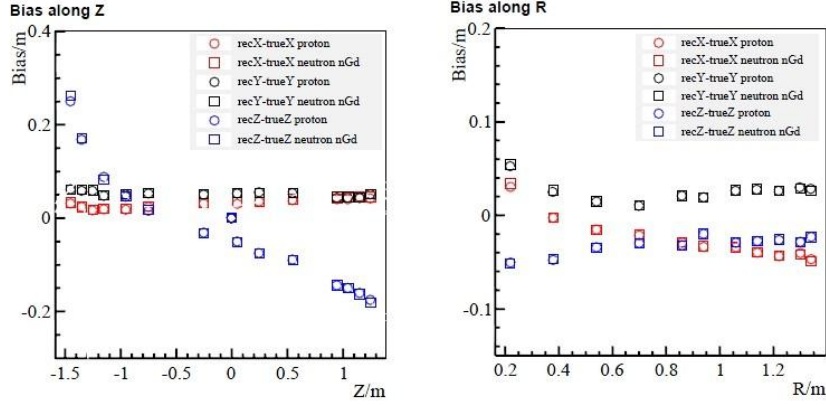 Bias along Z
Bias/m
0.4
0.2
0
-0.2
-1.5
-1
-0.5
0
0.5
1
Z/m
recX-trueX proton
recX-trueX neutron nGd
recY-trueY proton
recY-trueY neutron nGd
recZ-trueZ proton
recZ-trueZ neutron nGd
Bias along R
Bias/m
0.2
0.1
0
-0.1
0.2
0.4
0.6
0.8
1
1.2
R/m
recX-trueX proton
recX-trueX neutron nGd
recY-trueY proton
recY-trueY neutron nGd
recZ-trueZ proton
recZ-trueZ neutron nGd